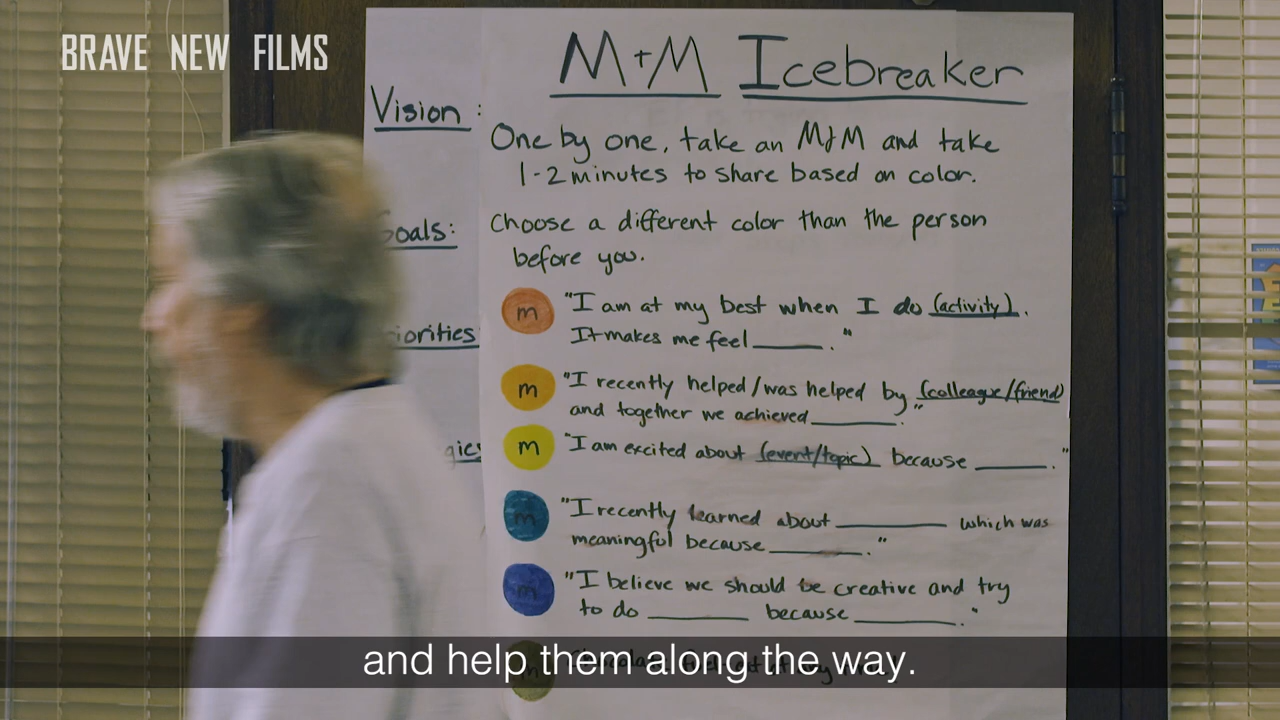 BRAVE NEW FILMS
M+M Icebreaker
Vision:
One by one, take an M+M and take
1-2 minutes to share based on color.
Goals:
Choose a different color than the person
before you.
m "I am at my best when I do (activity).
It makes me feel ______."
m "I recently helped/was helped by (colleague/friend)
and together we achieved ______."
m "I am excited about (event/topic) because ______."
m "I recently learned about ______ which was
meaningful because ______."
m "I believe we should be creative and try
to do ______ because ______."
and help them along the way.